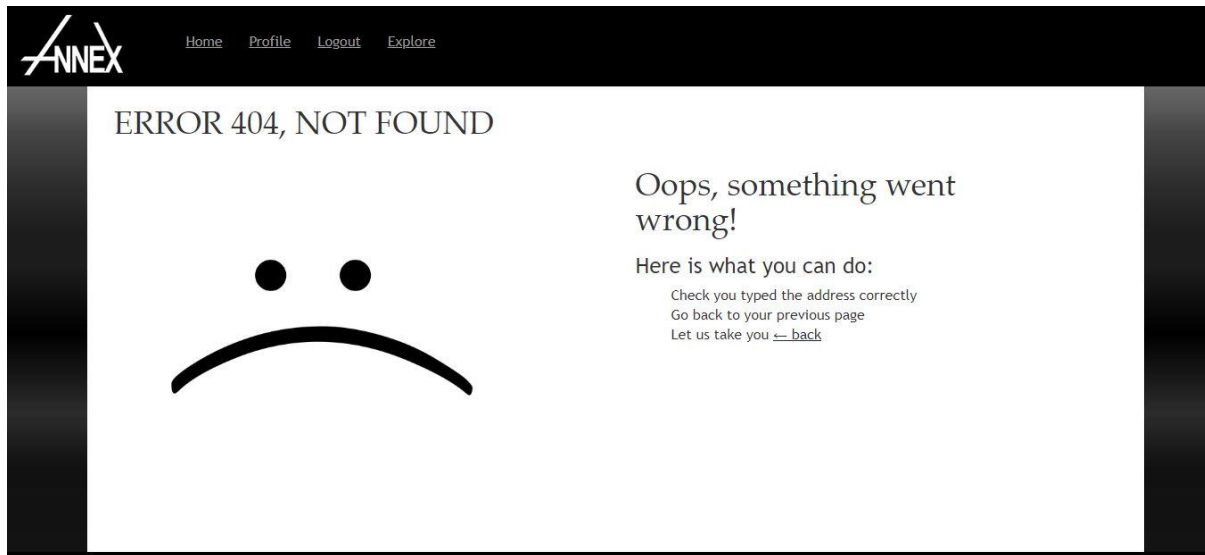 ANNEX
Home Profile Logout Explore
ERROR 404, NOT FOUND
Oops, something went
wrong!
Here is what you can do:
Check you typed the address correctly
Go back to your previous page
Let us take you ← back